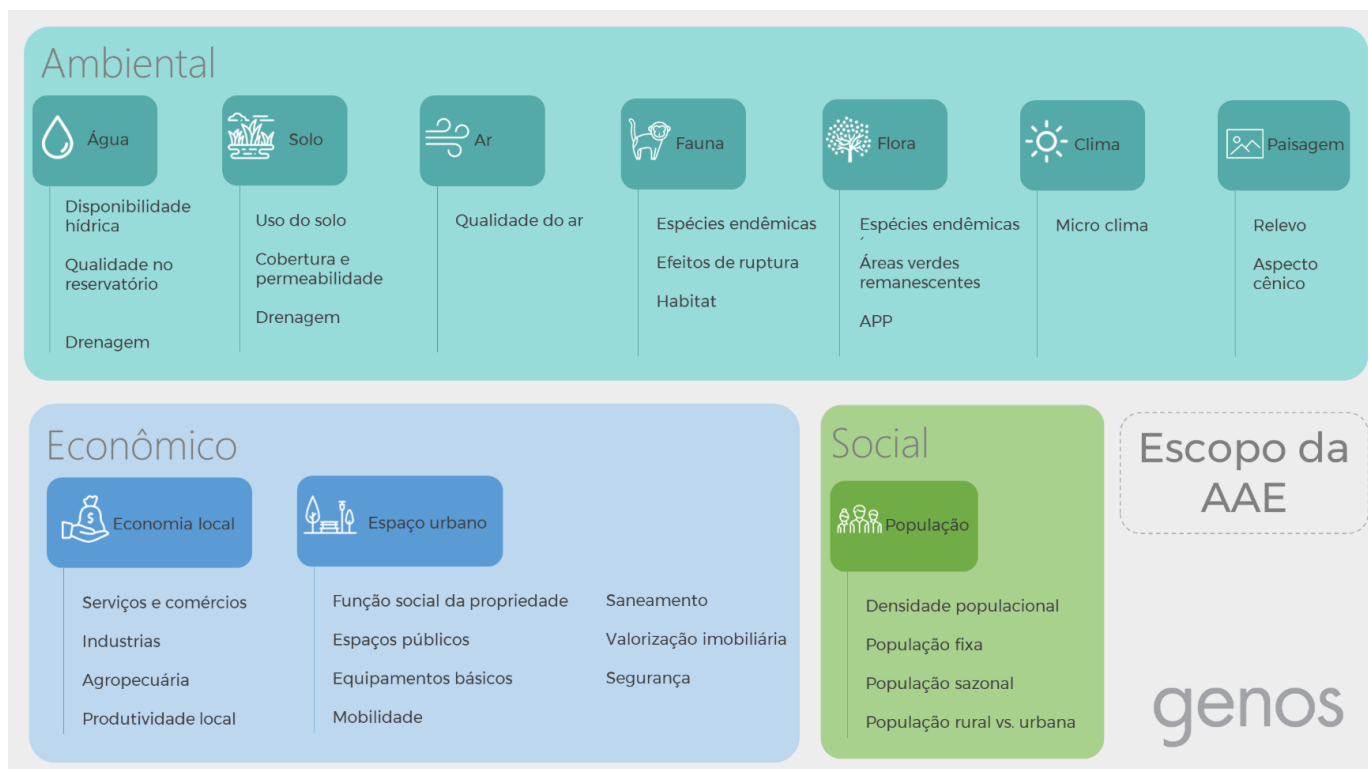 Ambiental
Água
Disponibilidade
hídrica
Qualidade no
reservatório
Drenagem
Solo
Uso do solo
Cobertura e
permeabilidade
Drenagem
Ar
Qualidade do ar
Fauna
Espécies endêmicas
Efeitos de ruptura
Habitat
Flora
Espécies endêmicas
Áreas verdes
remanescentes
APP
Clima
Micro clima
Paisagem
Relevo
Aspecto
cênico
Econômico
$
Economia local
Serviços e comércios
Industrias
Agropecuária
Produtividade local
Espaço urbano
Função social da propriedade
Espaços públicos
Equipamentos básicos
Mobilidade
Saneamento
Valorização imobiliária
Segurança
Social
População
Densidade populacional
População fixa
População sazonal
População rural vs. urbana
Escopo da
AAE
genos